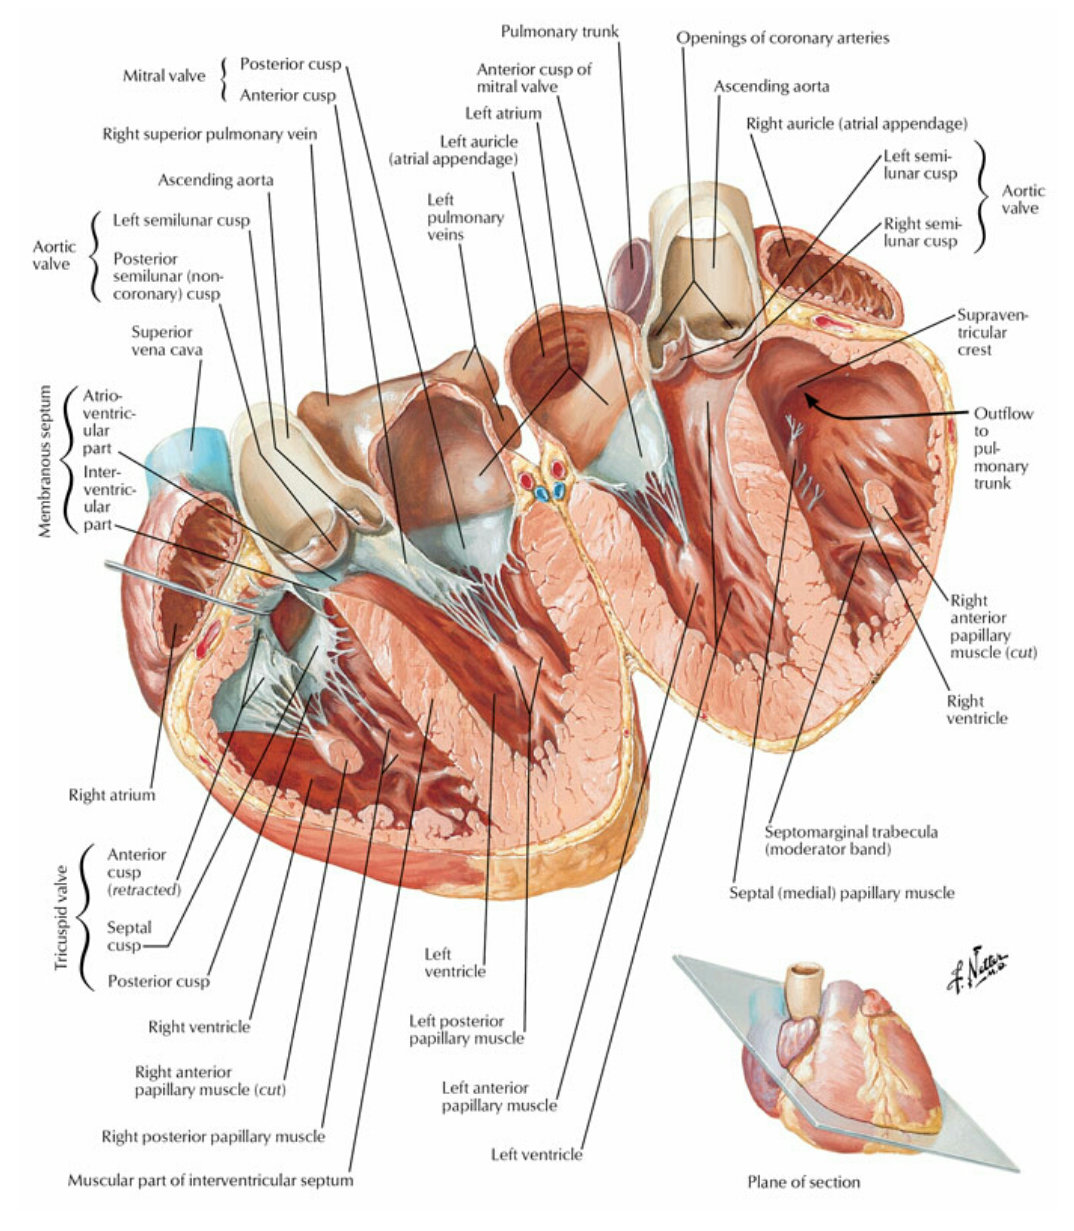 Pulmonary trunk
Openings of coronary arteries
Mitral valve
Posterior cusp
Anterior cusp
Anterior cusp of
mitral valve
Ascending aorta
Left atrium
Right superior pulmonary vein
Left auricle
(atrial appendage)
Right auricle (atrial appendage)
Left semi-
lunar cusp
Aortic
valve
Right semi-
lunar cusp
Ascending aorta
Left
pulmonary
veins
Aortic
valve
Left semilunar cusp
Posterior
semilunar (non-
coronary) cusp
Superior
vena cava
Supraven-
tricular
crest
Membranous septum
Atrio-
ventric-
ular
part
Inter-
ventric-
ular
part
Outflow
to
pul-
monary
trunk
Right
anterior
papillary
muscle (cut)
Right
ventricle
Right atrium
Septomarginal trabecula
(moderator band)
Septal (medial) papillary muscle
Tricuspid valve
Anterior
cusp
(retracted)
Septal
cusp
Posterior cusp
Left
ventricle
Right ventricle
Left posterior
papillary muscle
Right anterior
papillary muscle (cut)
Left anterior
papillary muscle
Right posterior papillary muscle
Left ventricle
Muscular part of interventricular septum
F. Netter
M.D.
Plane of section